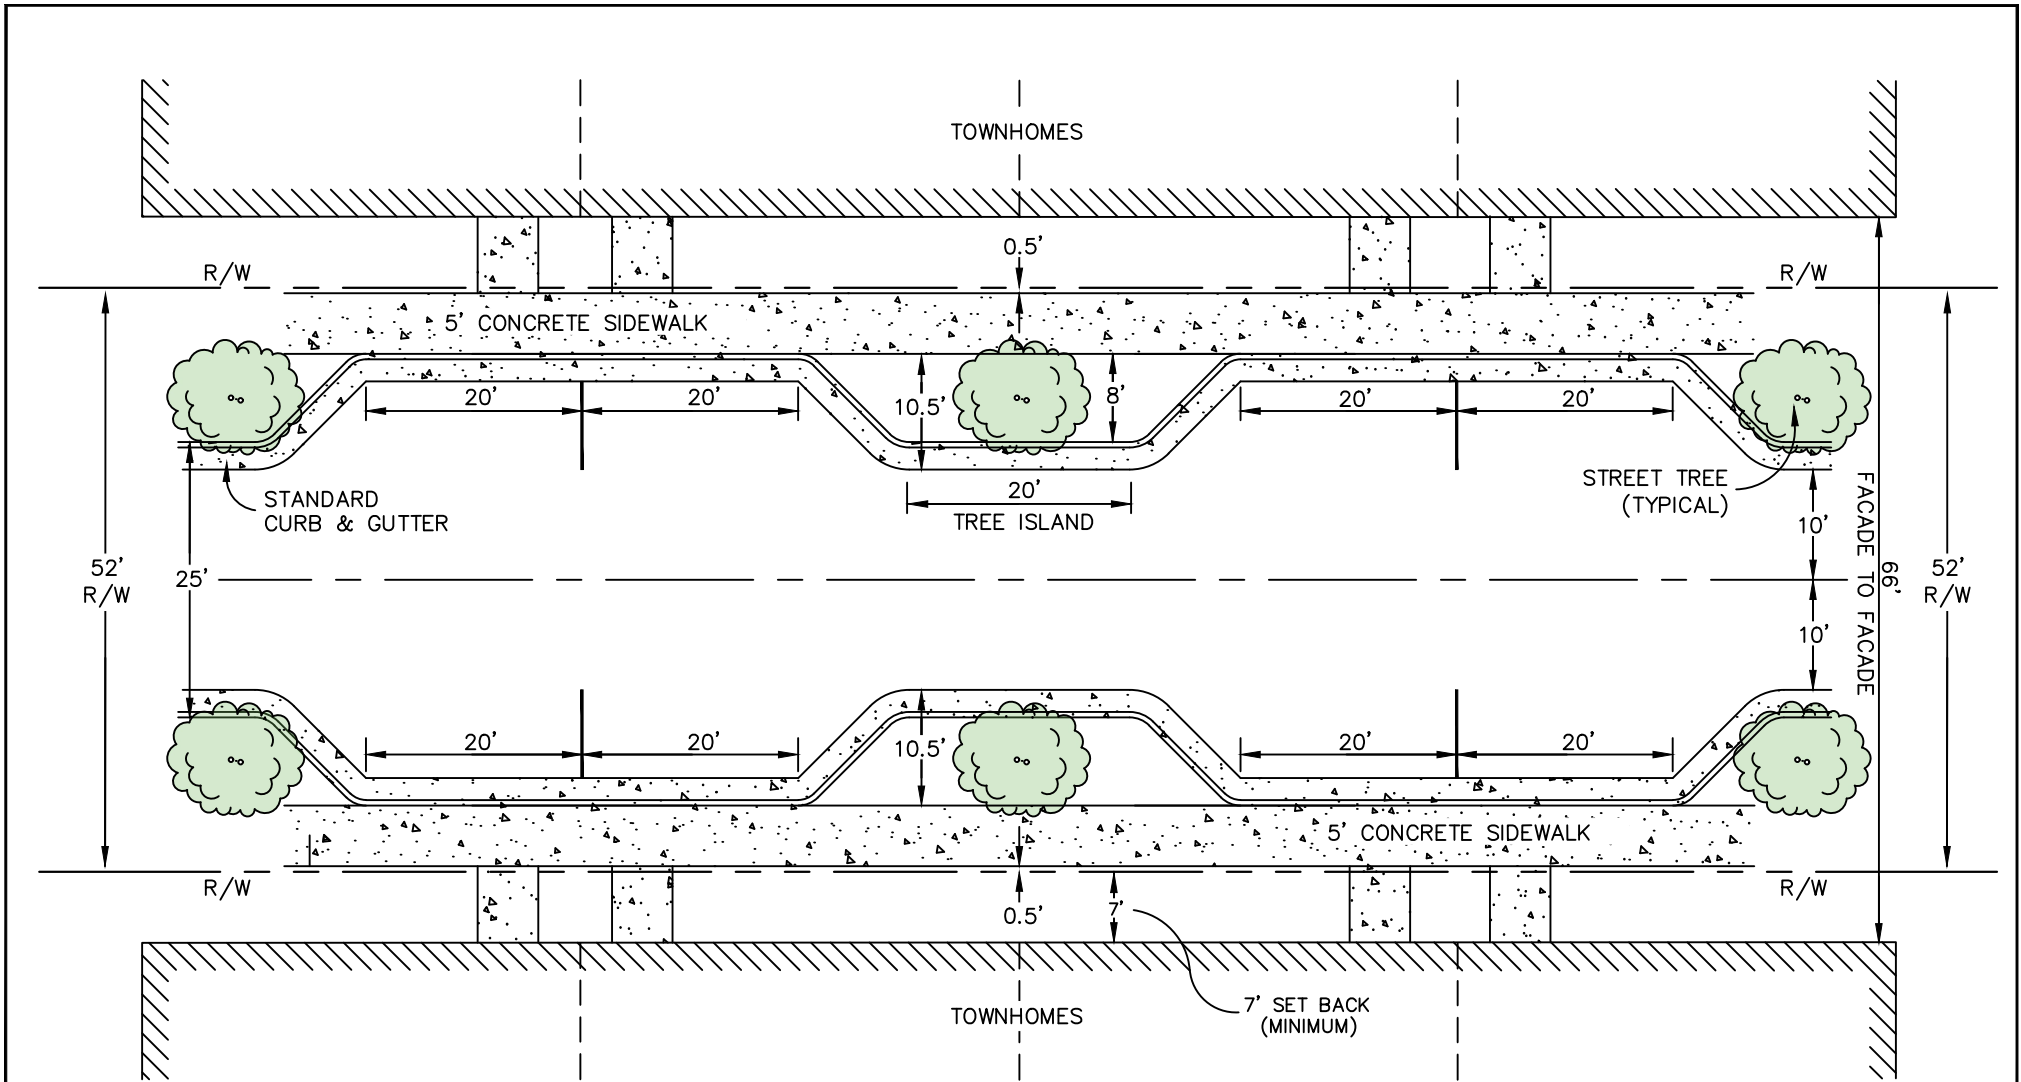 TOWNHOMES
0.5'
R/W
R/W
5' CONCRETE SIDEWALK
20'
20'
10.5'
8'
20'
20'
STANDARD
CURB & GUTTER
20'
TREE ISLAND
STREET TREE
(TYPICAL)
10'
52'
R/W
25'
FACADE TO FACADE
66'
52'
R/W
10'
20'
20'
10.5'
20'
20'
5' CONCRETE SIDEWALK
R/W
R/W
0.5'
7'
7' SET BACK
(MINIMUM)
TOWNHOMES